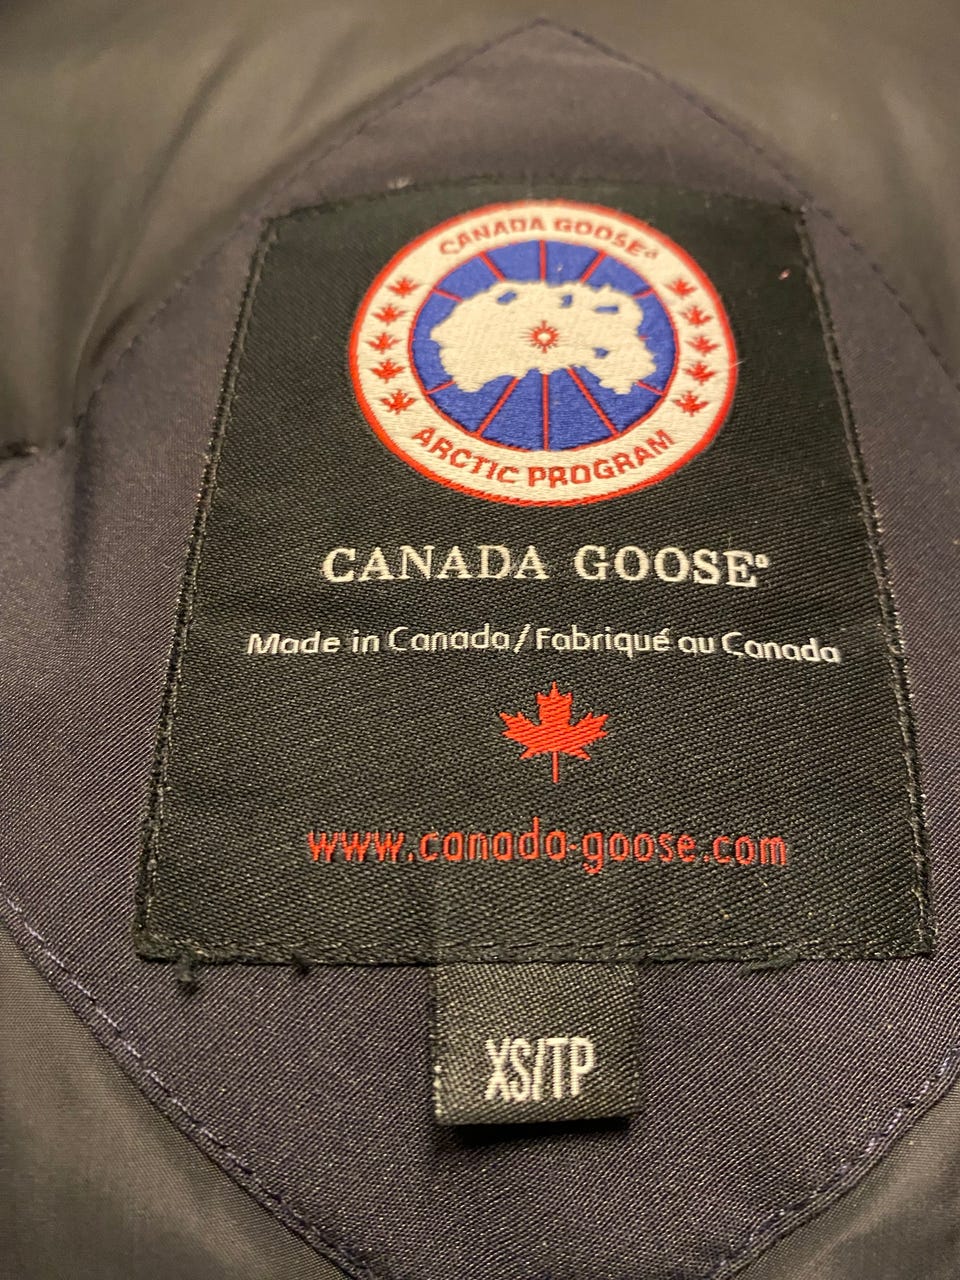 CANADA GOOSE®
ARCTIC PROGRAM
CANADA GOOSE®
Made in Canada/Fabriqué au Canada
www.canada-goose.com
XS/TP